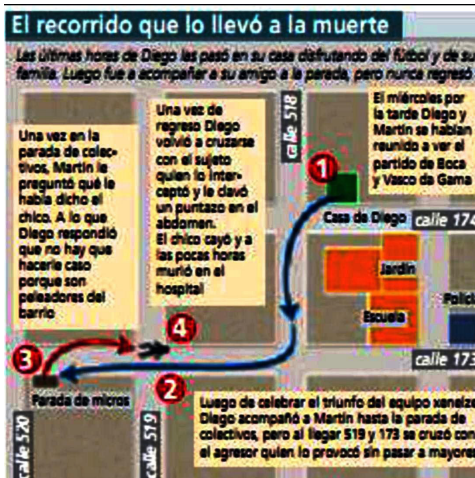 El recorrido que lo llevó a la muerte
Las últimas horas de Diego las pasó en su casa disfrutando del fútbol y de su
familia. Luego fue a acompañar a su amigo a la parada, pero nunca regresó
El miércoles por
la tarde Diego y
Martín se habían
reunido a ver el
partido de Boca
y Vasco da Gama
1
calle 518
Casa de Diego
calle 174
Jardín
Escuela
Policí
calle 173
2
Luego de celebrar el triunfo del equipo xeneize
Diego acompañó a Martín hasta la parada de
colectivos, pero al llegar 519 y 173 se cruzó con
el agresor quien lo provocó sin pasar a mayores
3
Parada de micros
calle 520
calle 519
Una vez en la
parada de colec-
tivos, Martín le
preguntó qué le
había dicho el
chico. A lo que
Diego respondió
que no hay que
hacerle caso
porque son
peleadores del
barrio
4
Una vez de
regreso Diego
volvió a cruzarse
con el sujeto
quien lo inter-
ceptó y le clavó
un puntazo en el
abdomen.
El chico cayó y a
las pocas horas
murió en el
hospital